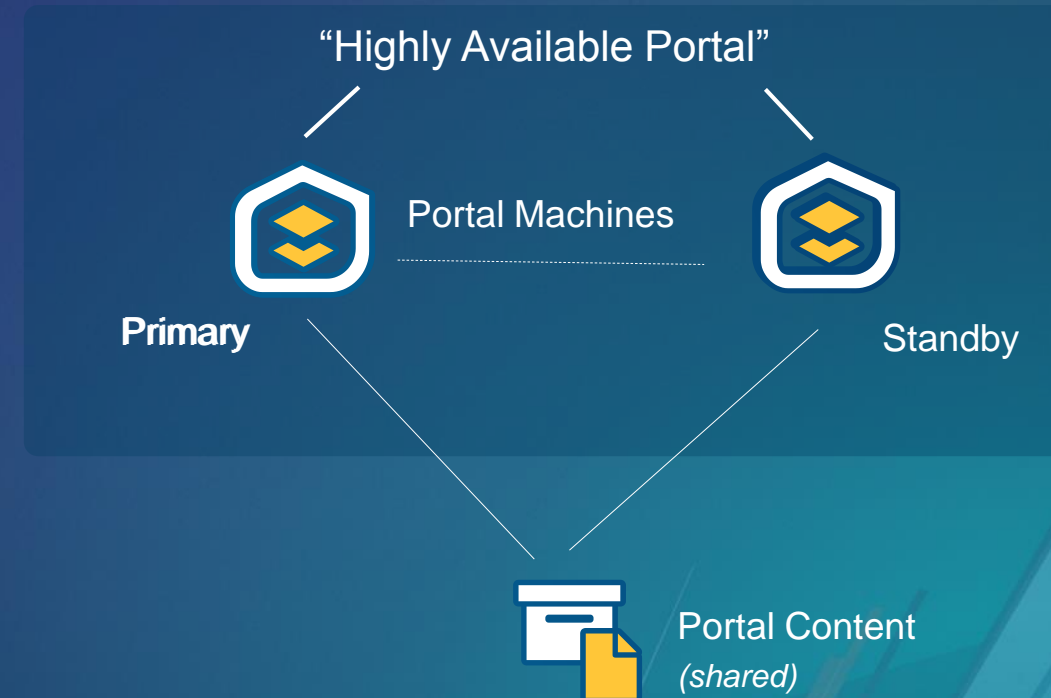 “Highly Available Portal”
Portal Machines
Primary
Standby
Portal Content
(shared)